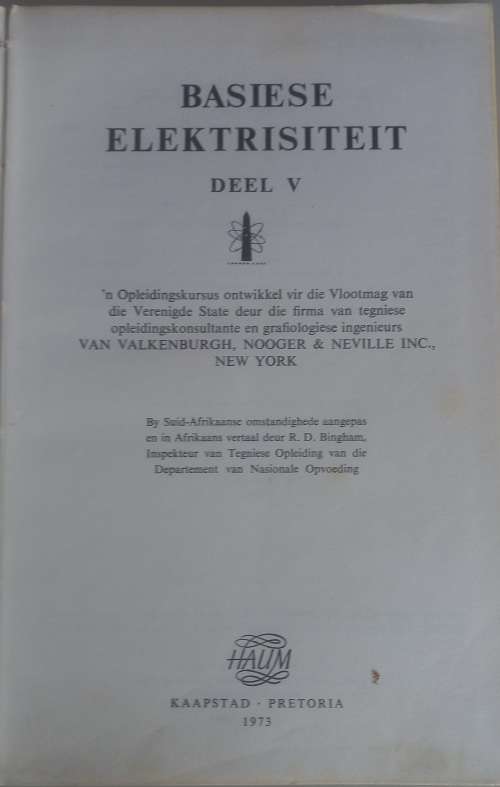 BASIESE
ELEKTRISITEIT
DEEL V
'n Opleidingskursus ontwikkel vir die Vlootmag van
die Verenigde State deur die firma van tegniese
opleidingskonsultante en grafiologiese ingenieurs
VAN VALKENBURGH, NOOGER & NEVILLE INC.,
NEW YORK
By Suid-Afrikaanse omstandighede aangepas
en in Afrikaans vertaal deur R. D. Bingham,
Inspekteur van Tegniese Opleiding van die
Departement van Nasionale Opvoeding
HAUM
KAAPSTAD · PRETORIA
1973